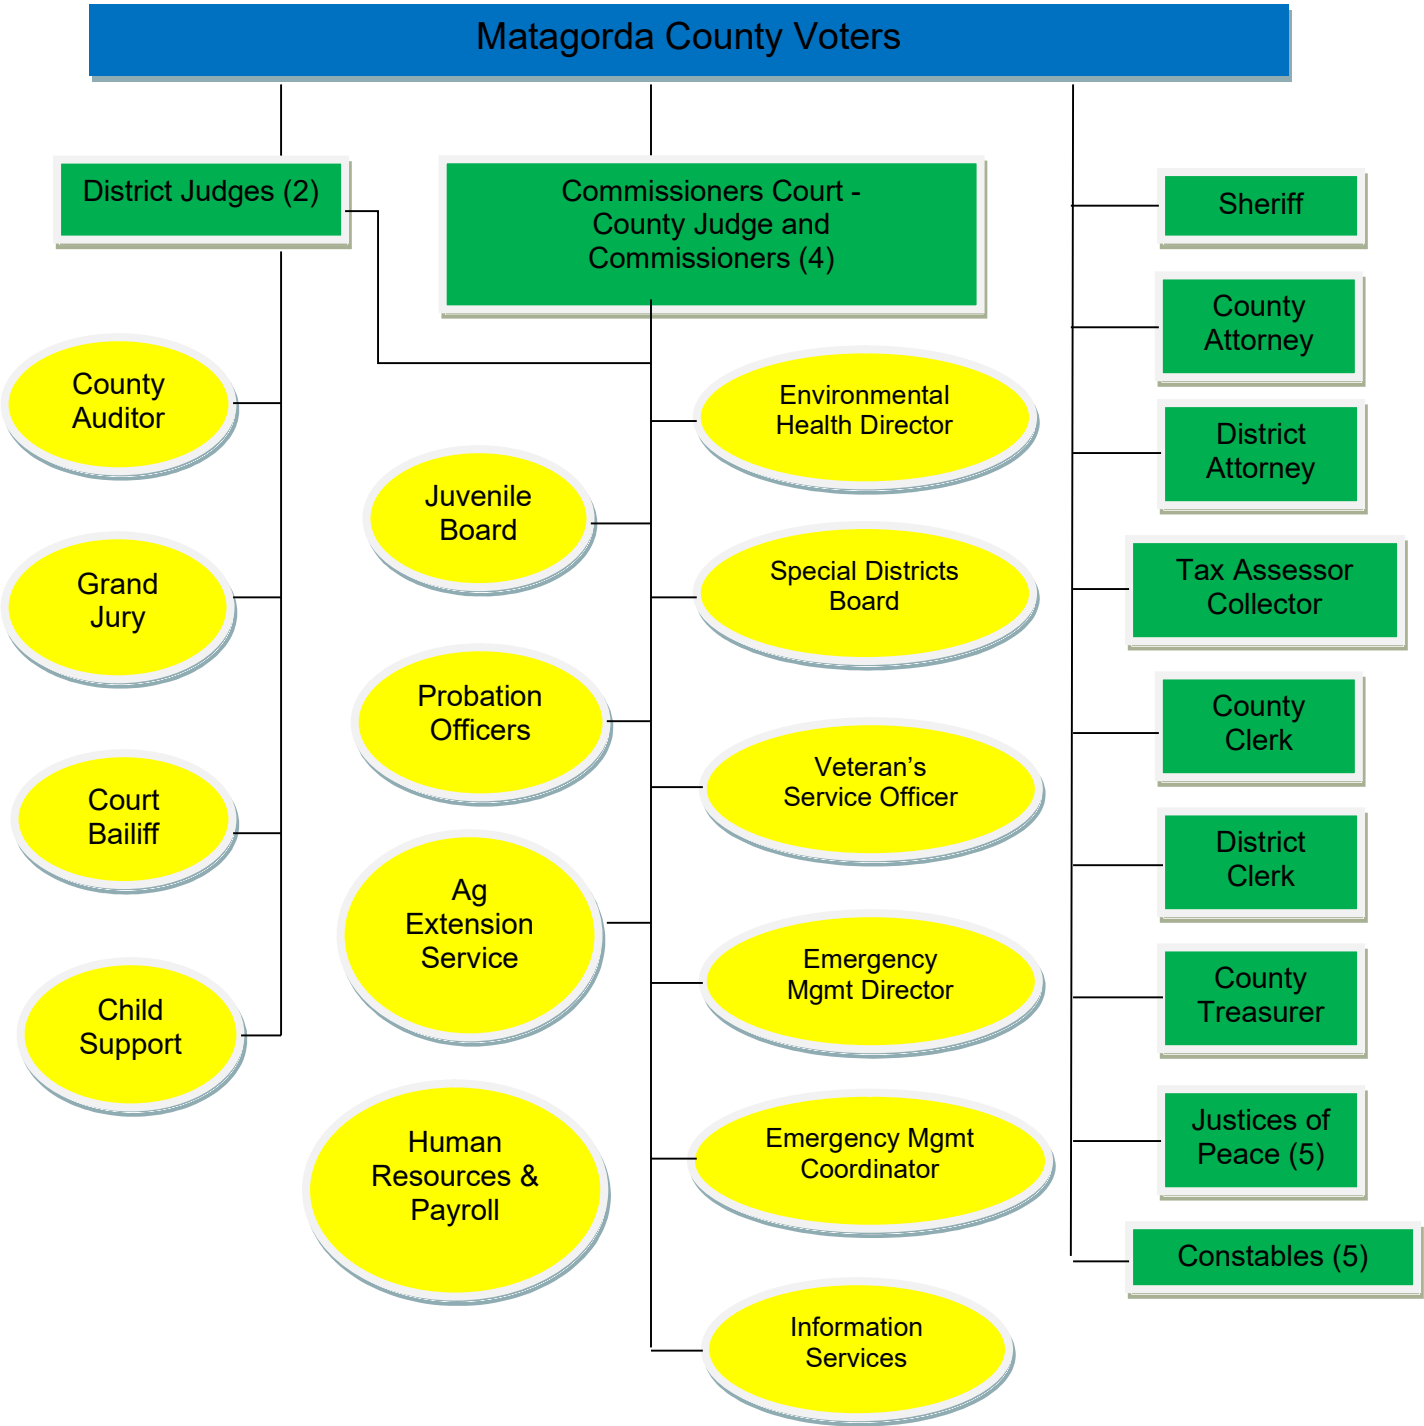 Matagorda County Voters
District Judges (2)
Commissioners Court -
County Judge and
Commissioners (4)
County
Auditor
Grand
Jury
Court
Bailiff
Child
Support
Juvenile
Board
Probation
Officers
Ag
Extension
Service
Human
Resources &
Payroll
Environmental
Health Director
Special Districts
Board
Veteran’s
Service Officer
Emergency
Mgmt Director
Emergency Mgmt
Coordinator
Information
Services
Sheriff
County
Attorney
District
Attorney
Tax Assessor
Collector
County
Clerk
District
Clerk
County
Treasurer
Justices of
Peace (5)
Constables (5)